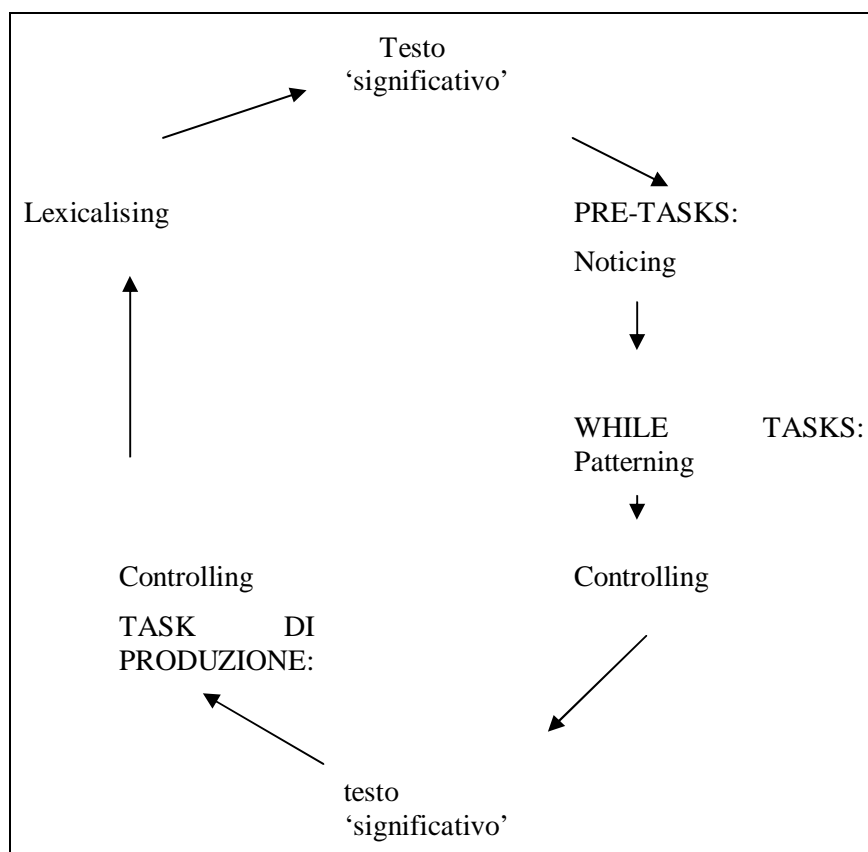 Testo
‘significativo’
Lexicalising
PRE-TASKS:
Noticing
WHILE TASKS:
Patterning
Controlling
Controlling
TASK DI
PRODUZIONE:
testo
‘significativo’